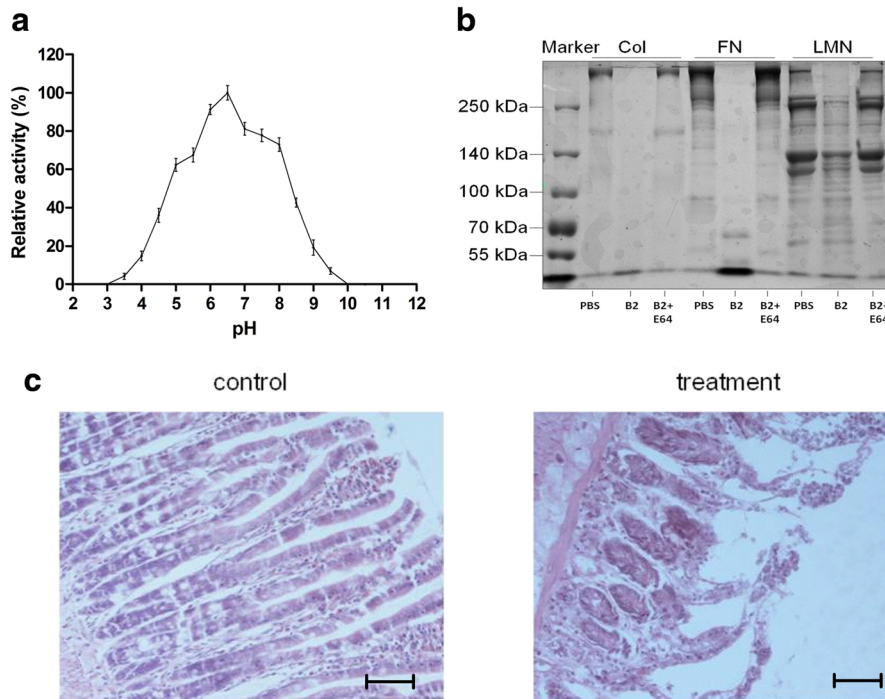 a
120
100
80
60
40
20
0
Relative activity (%)
2 3 4 5 6 7 8 9 10 11 12
pH
b
Marker Col FN LMN
250 kDa
140 kDa
100 kDa
70 kDa
55 kDa
PBS B2 B2+ PBS B2 B2+ PBS B2 B2+
E64 E64 E64
c
control treatment